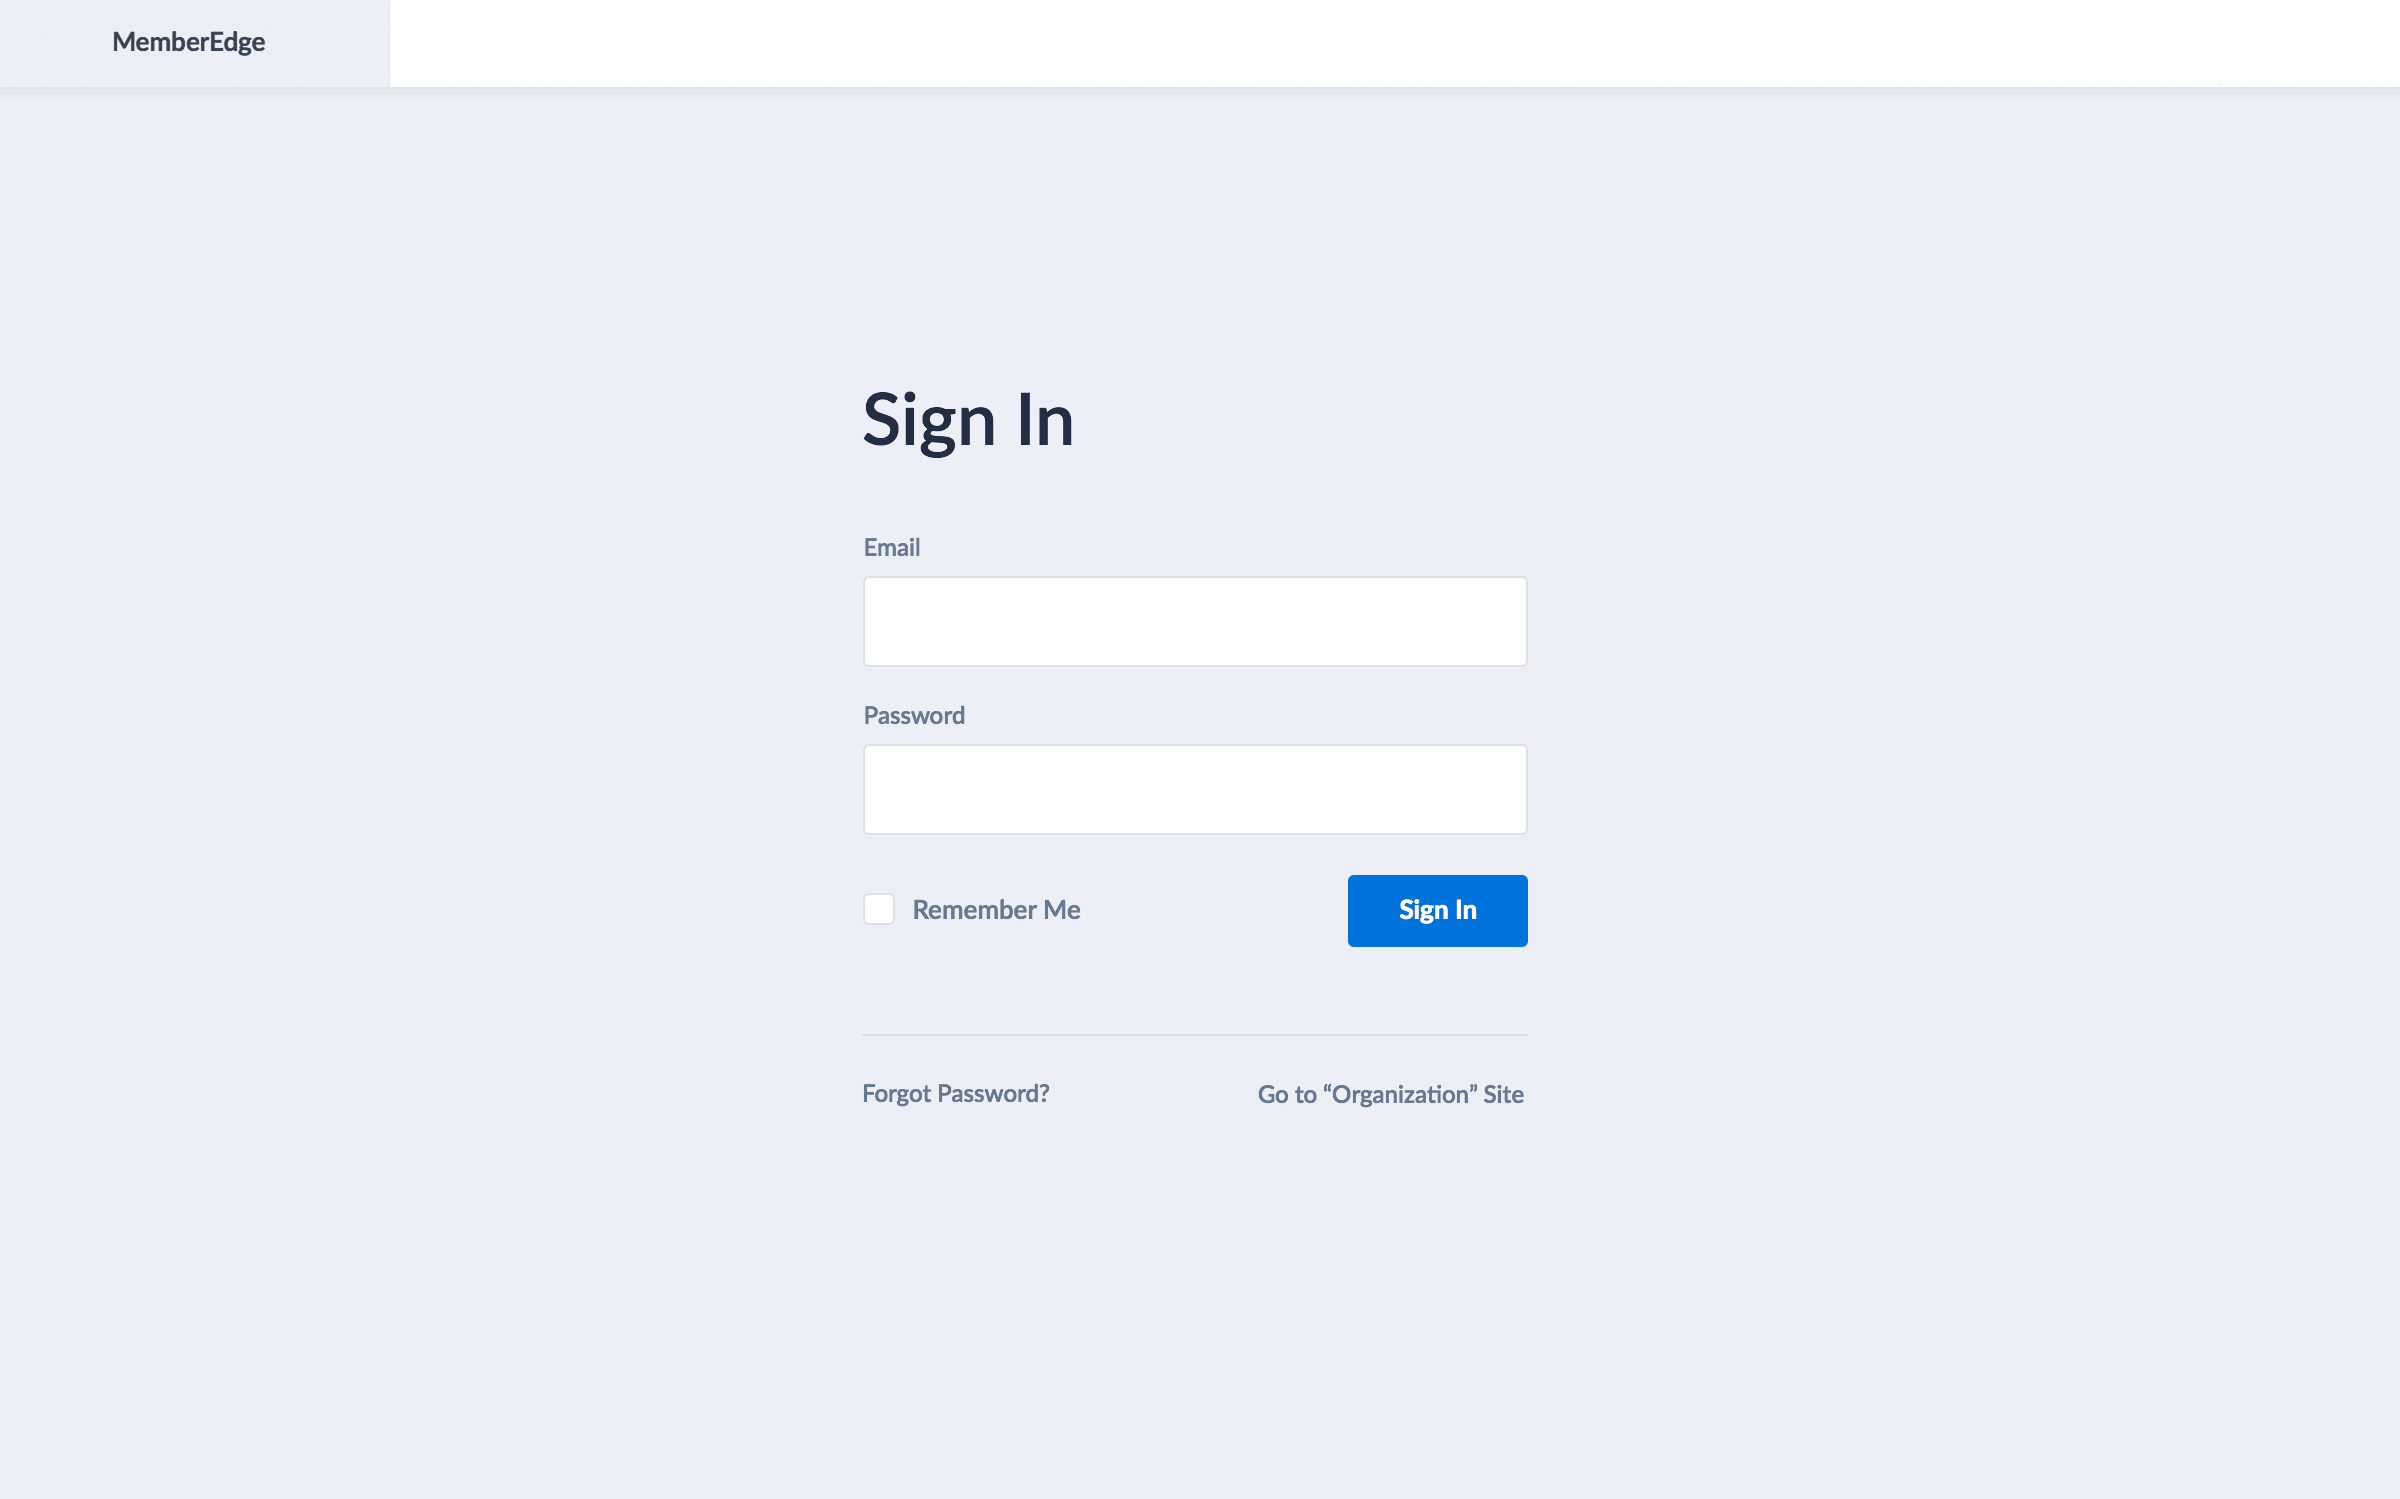 MemberEdge
Sign In
Email
Password
Remember Me
Sign In
Forgot Password?
Go to “Organization” Site